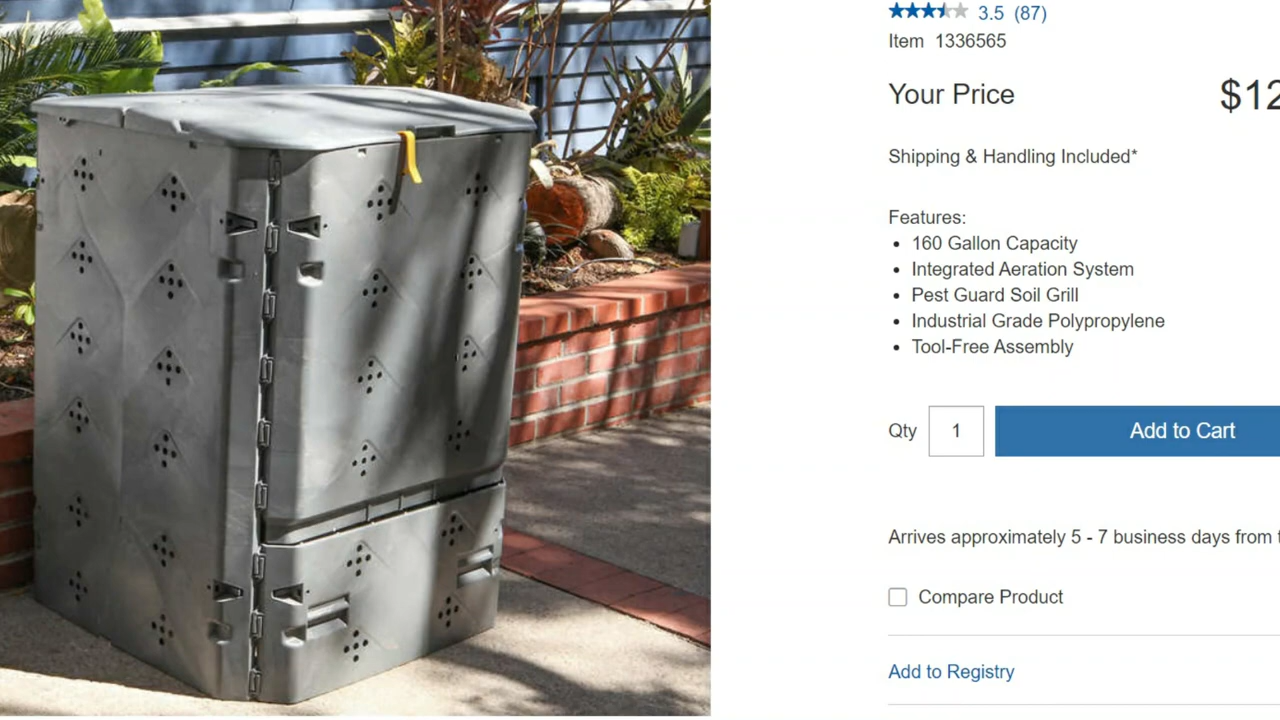 3.5 (87)
Item 1336565
Your Price
$12
Shipping & Handling Included*
Features:
• 160 Gallon Capacity
• Integrated Aeration System
• Pest Guard Soil Grill
• Industrial Grade Polypropylene
• Tool-Free Assembly
Qty 1 Add to Cart
Arrives approximately 5 - 7 business days from
Compare Product
Add to Registry